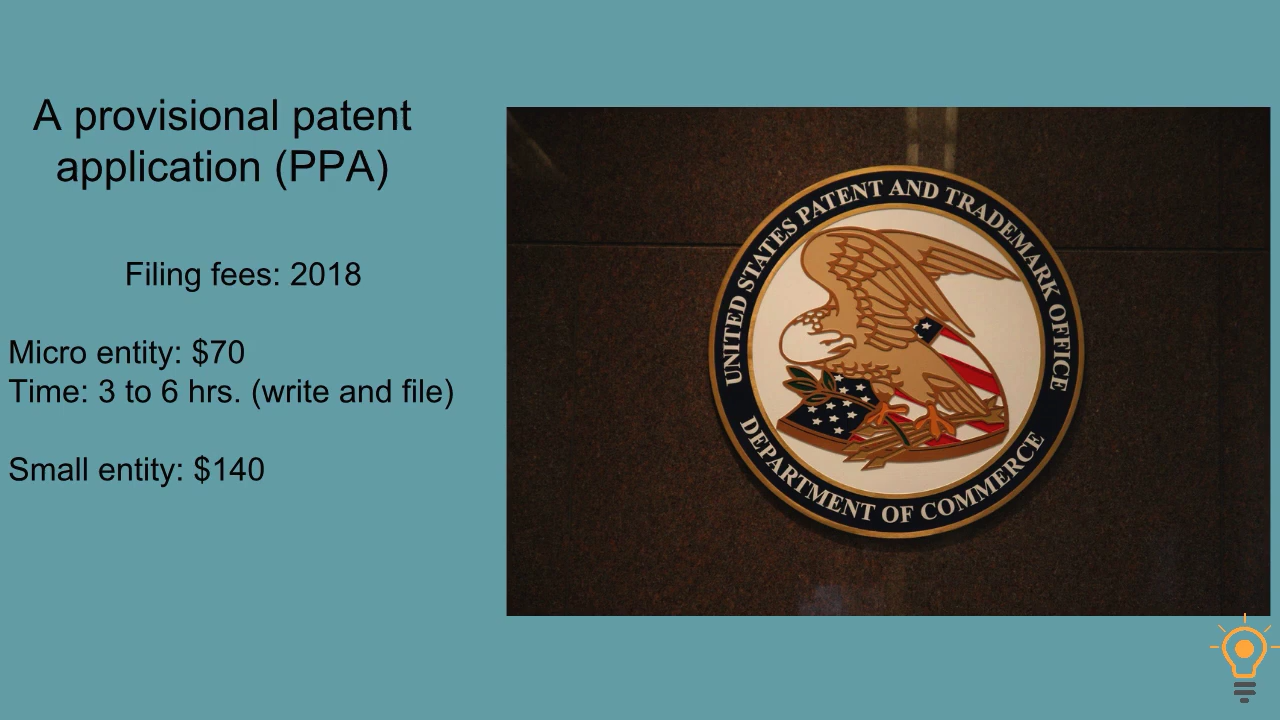 A provisional patent
application (PPA)
Filing fees: 2018
Micro entity: $70
Time: 3 to 6 hrs. (write and file)
Small entity: $140
UNITED STATES PATENT AND TRADEMARK OFFICE
DEPARTMENT OF COMMERCE